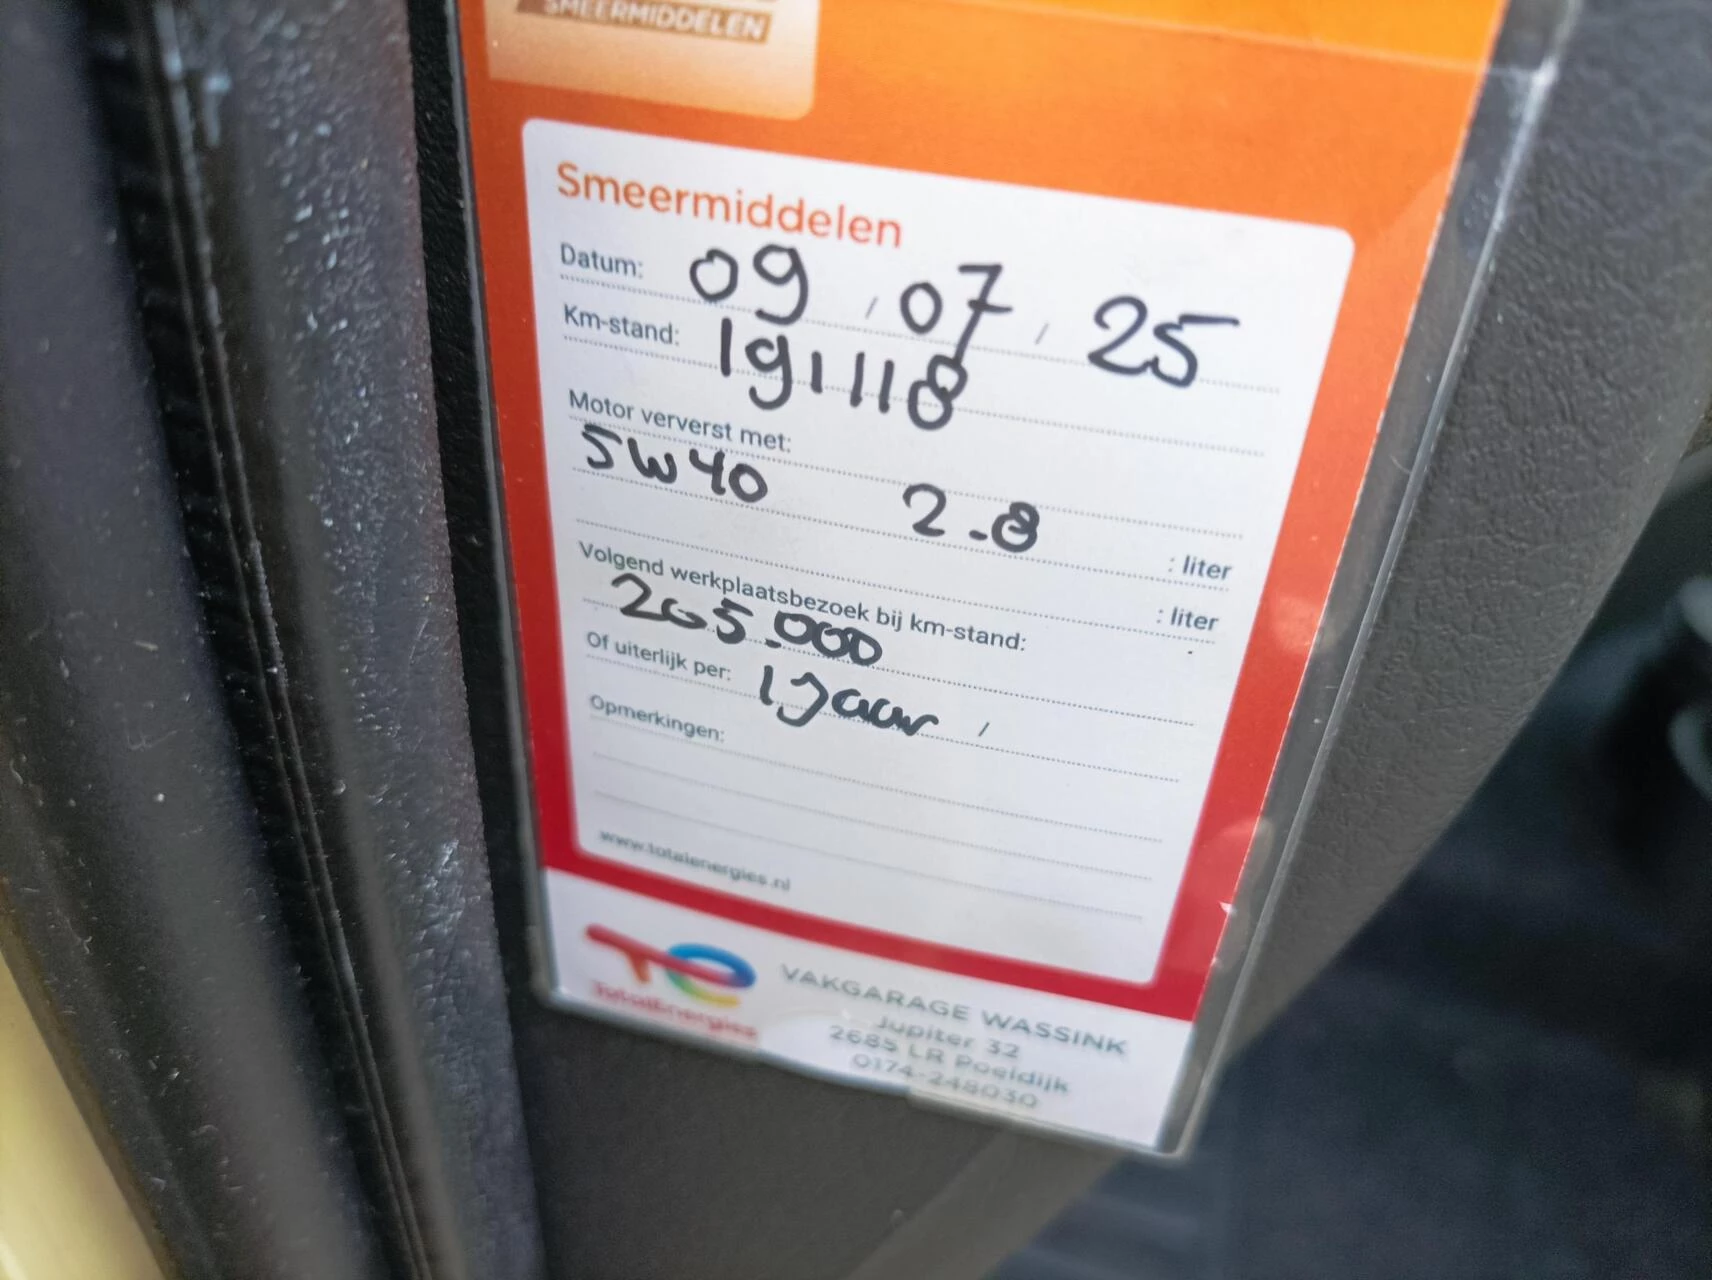 SMEERMIDDELEN
Smeermiddelen
Datum: 09 / 07 / 25
Km-stand: 191118
Motor ververst met:
5W40 2.8 : liter
: liter
Volgend werkplaatsbezoek bij km-stand:
205.000
Of uiterlijk per: 1 Jaar /
Opmerkingen:
www.totalenergies.nl
TotalEnergies
VAKGARAGE WASSINK
Jupiter 32
2685 LR Poeldijk
0174-248030